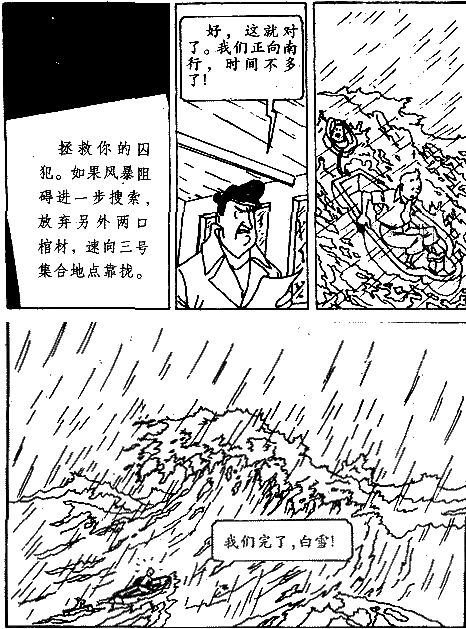 拯救你的囚
犯。如果风暴阻
碍进一步搜索，
放弃另外两口
棺材，速向三号
集合地点靠拢。
好，这就对
了。我们正向南
行，时间不多
了！
我们完了，白雪！